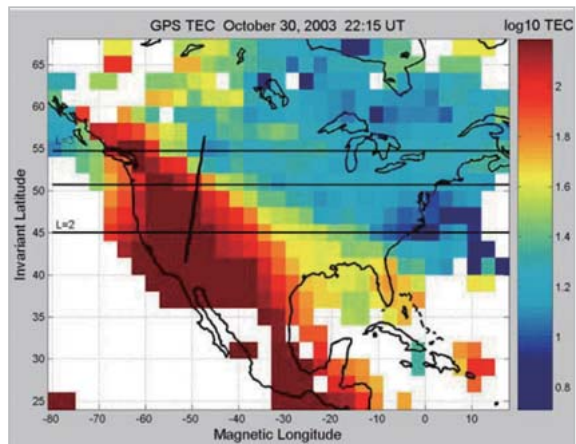 GPS TEC October 30, 2003 22:15 UT
log10 TEC
65
60
55
50
45
40
35
30
25
Invariant Latitude
L=3
L=2
-80 -70 -60 -50 -40 -30 -20 -10 0 10
Magnetic Longitude
2
1.8
1.6
1.4
1.2
1
0.8